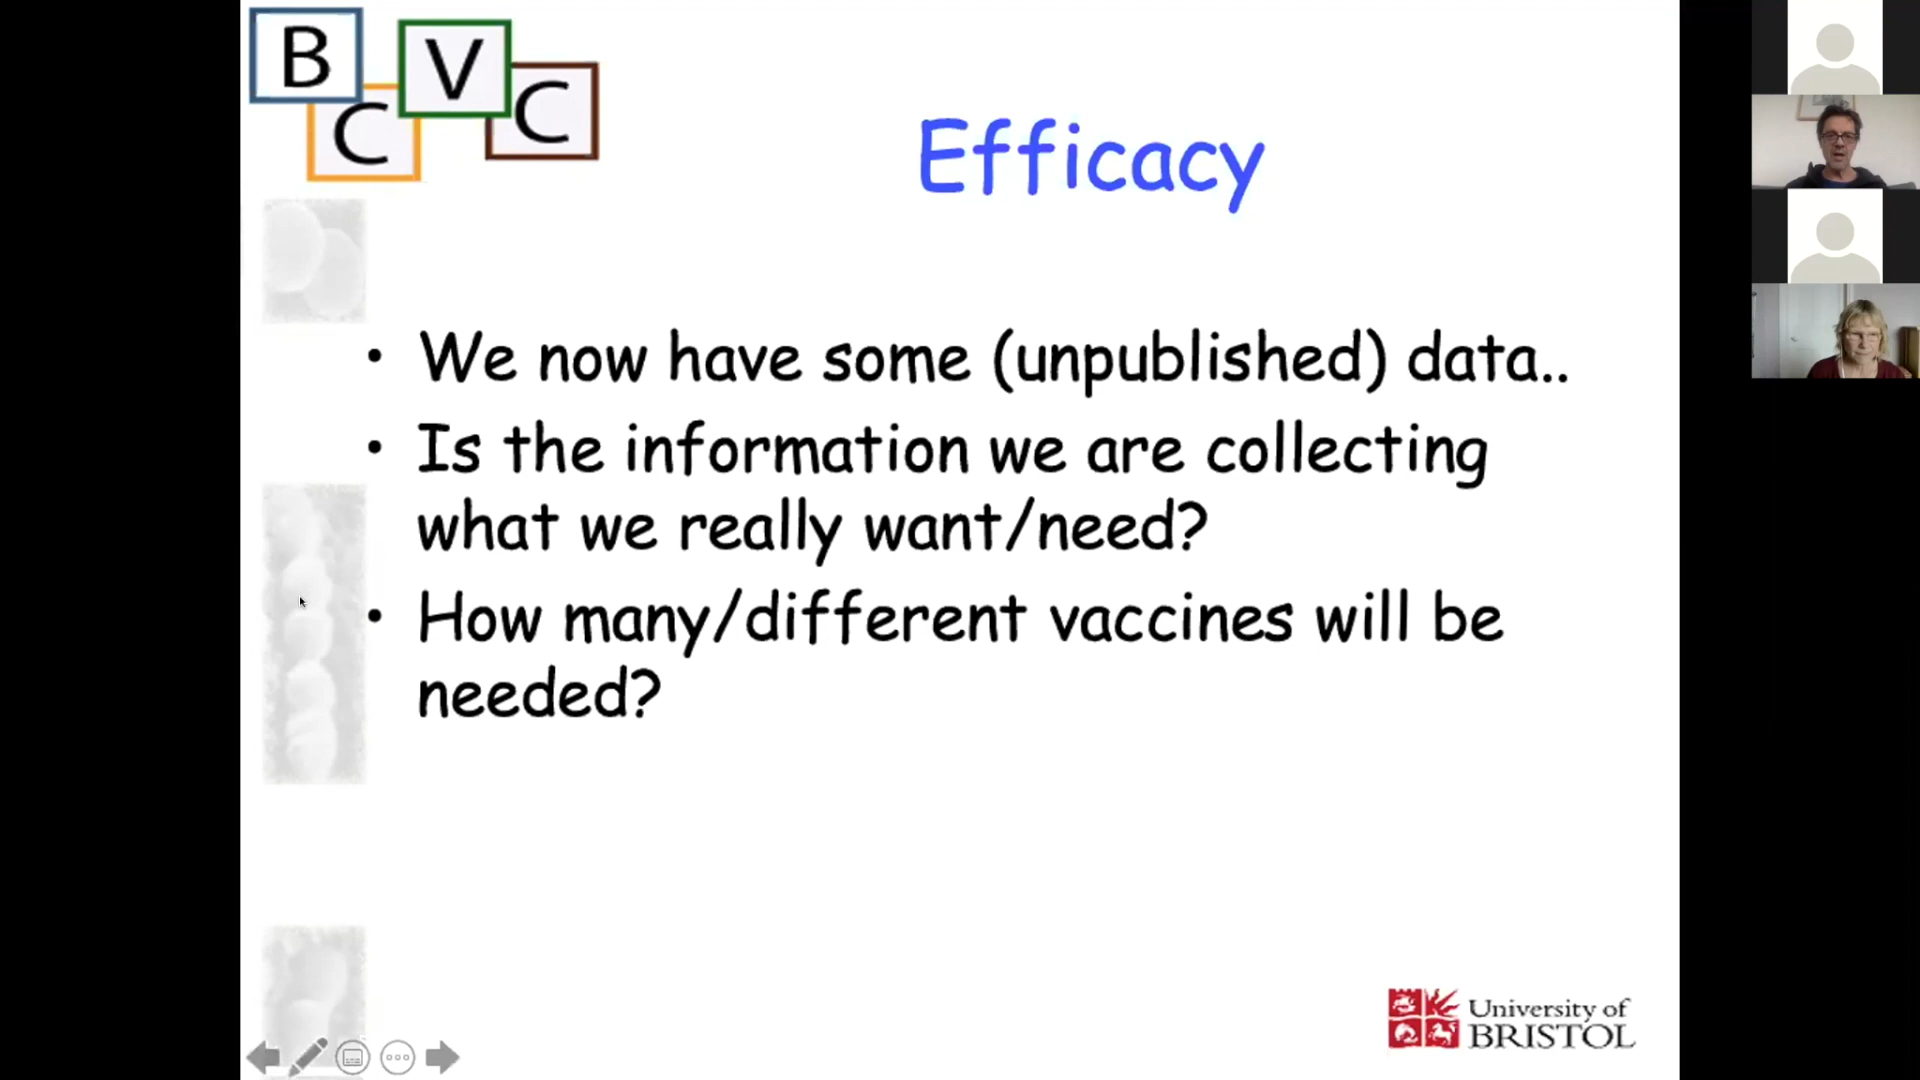 B
C
V
C
Efficacy
• We now have some (unpublished) data..
• Is the information we are collecting
what we really want/need?
• How many/different vaccines will be
needed?
University of
BRISTOL